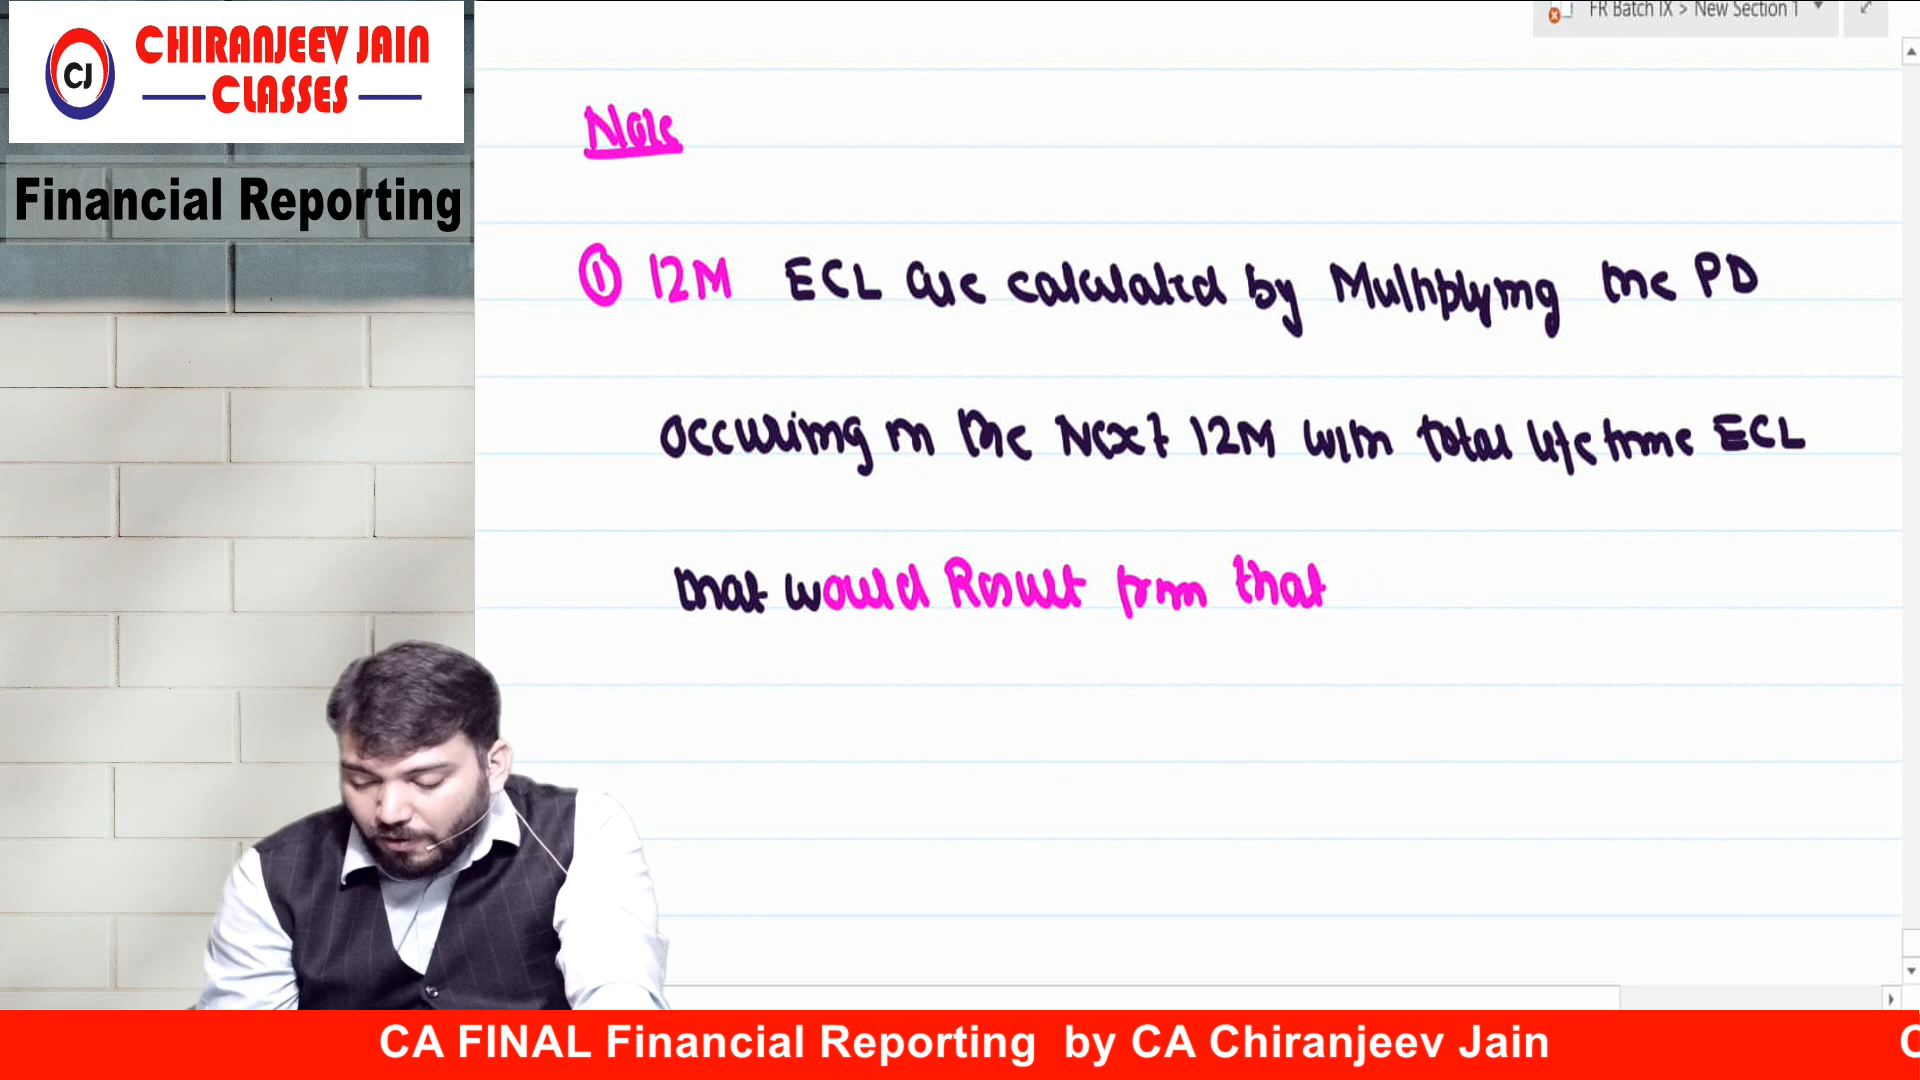 CHIRANJEEV JAIN
CLASSES
CJ
Financial Reporting
FR Batch IX > New Section 1
Note
① 12M ECL are calculated by Multiplying the PD
occuring in the Next 12M with total life time ECL
that would Result from that
CA FINAL Financial Reporting by CA Chiranjeev Jain
C